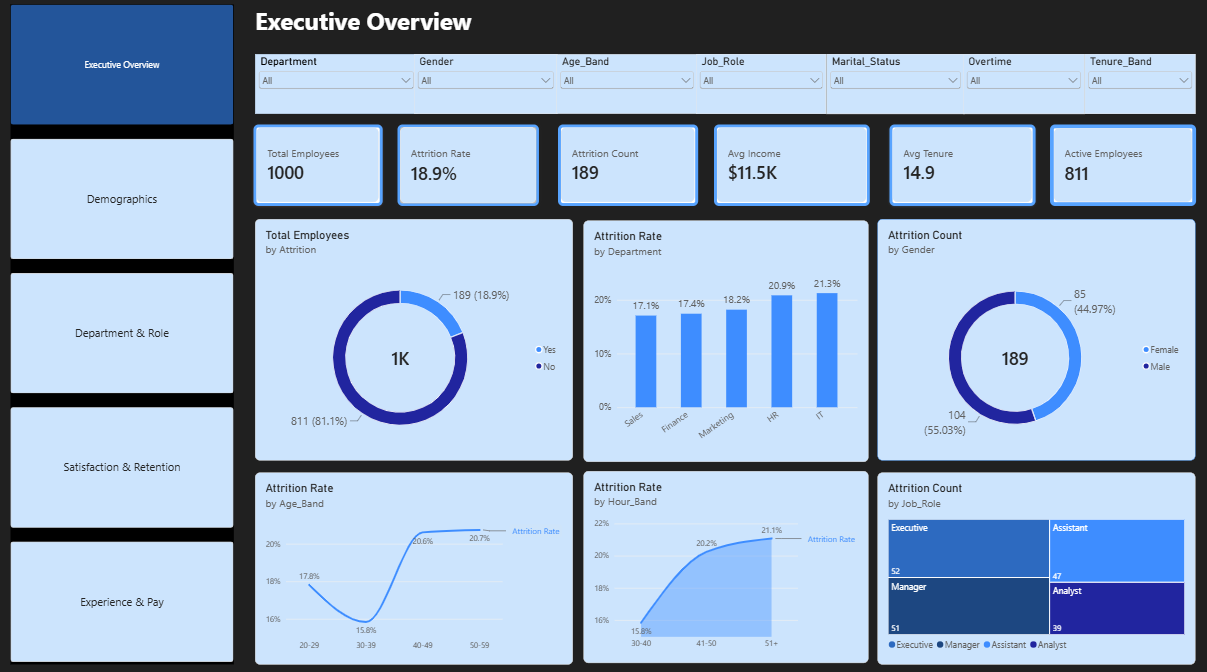 Executive Overview
Demographics
Department & Role
Satisfaction & Retention
Experience & Pay
Executive Overview
Department Gender Age_Band Job_Role Marital_Status Overtime Tenure_Band
All All All All All All All
Total Employees
1000
Attrition Rate
18.9%
Attrition Count
189
Avg Income
$11.5K
Avg Tenure
14.9
Active Employees
811
Total Employees
by Attrition
189 (18.9%)
1K
811 (81.1%)
Yes
No
Attrition Rate
by Department
20%
10%
0%
17.1% 17.4% 18.2% 20.9% 21.3%
Sales Finance Marketing HR IT
Attrition Count
by Gender
85
(44.97%)
189
104
(55.03%)
Female
Male
Attrition Rate
by Age_Band
20%
18%
16%
17.8% 15.8% 20.6% 20.7%
Attrition Rate
20-29 30-39 40-49 50-59
Attrition Rate
by Hour_Band
22%
20%
18%
16%
15.8% 20.2% 21.1%
Attrition Rate
30-40 41-50 51+
Attrition Count
by Job_Role
Executive
52
Assistant
47
Manager
51
Analyst
39
Executive Manager Assistant Analyst